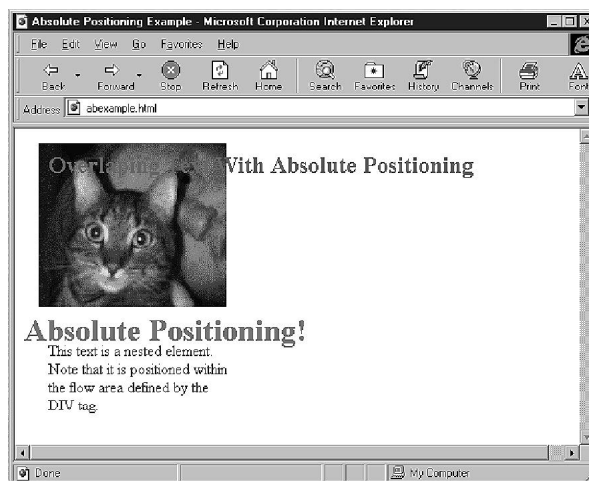 Absolute Positioning Example - Microsoft Corporation Internet Explorer
File Edit View Go Favorites Help
Back Forward Stop Refresh Home Search Favorites History Channels Print Font
Address abexample.html
Overlaping Text With Absolute Positioning
Absolute Positioning!
This text is a nested element.
Note that it is positioned within
the flow area defined by the
DIV tag.
Done My Computer